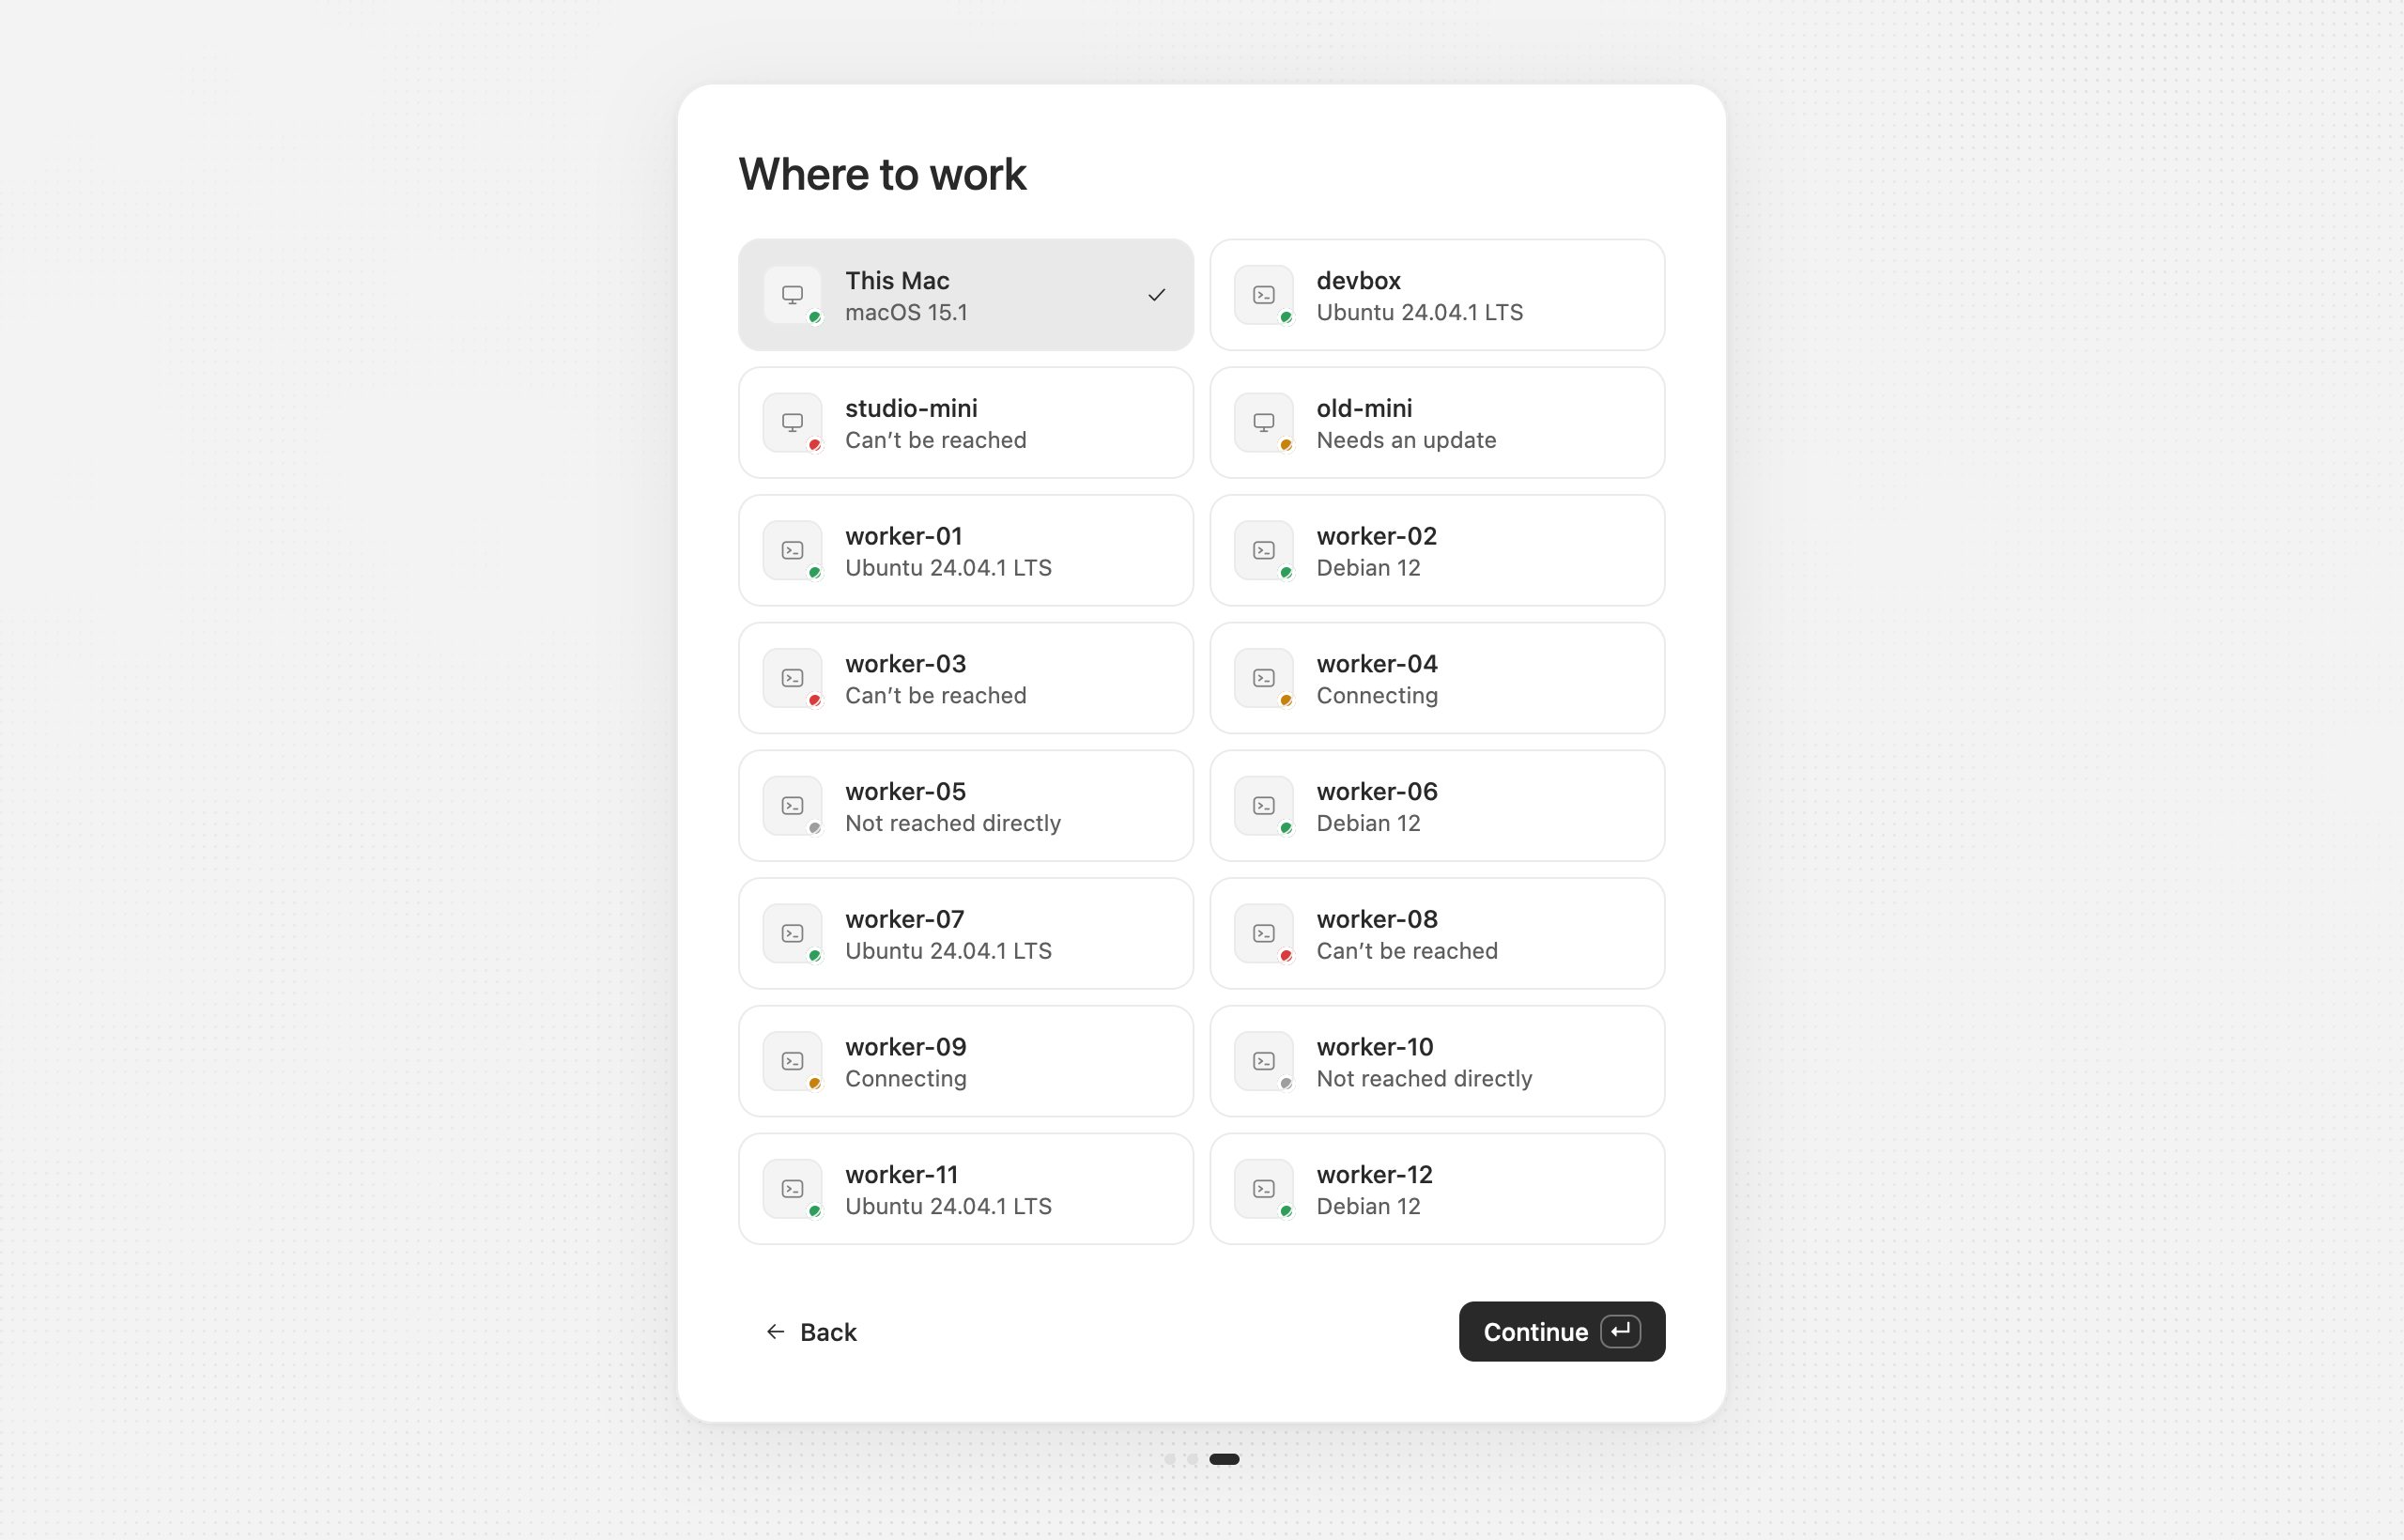 Where to work
This Mac
macOS 15.1
devbox
Ubuntu 24.04.1 LTS
studio-mini
Can’t be reached
old-mini
Needs an update
worker-01
Ubuntu 24.04.1 LTS
worker-02
Debian 12
worker-03
Can’t be reached
worker-04
Connecting
worker-05
Not reached directly
worker-06
Debian 12
worker-07
Ubuntu 24.04.1 LTS
worker-08
Can’t be reached
worker-09
Connecting
worker-10
Not reached directly
worker-11
Ubuntu 24.04.1 LTS
worker-12
Debian 12
Back
Continue